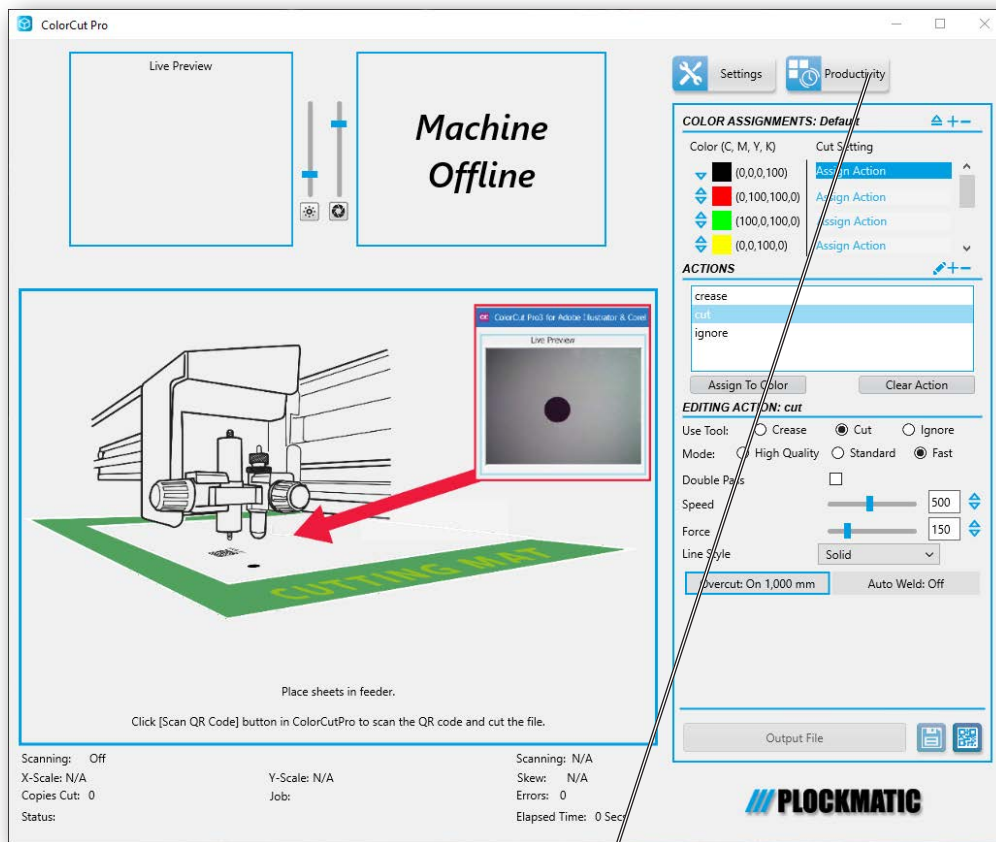 ColorCut Pro
Live Preview
Machine
Offline
Settings
Productivity
COLOR ASSIGNMENTS: Default
Color (C, M, Y, K) Cut Setting
(0,0,0,100) Assign Action
(0,100,100,0) Assign Action
(100,0,100,0) Assign Action
(0,0,100,0) Assign Action
ACTIONS
crease
cut
ignore
Assign To Color Clear Action
EDITING ACTION: cut
Use Tool: Crease Cut Ignore
Mode: High Quality Standard Fast
Double Pass
Speed 500
Force 150
Line Style Solid
Overcut: On 1,000 mm Auto Weld: Off
Output File
ColorCut Pro3 for Adobe Illustrator & Corel
Live Preview
CUTTING MAT
Place sheets in feeder.
Click [Scan QR Code] button in ColorCutPro to scan the QR code and cut the file.
Scanning: Off Scanning: N/A
X-Scale: N/A Y-Scale: N/A Skew: N/A
Copies Cut: 0 Job: Errors: 0
Status: Elapsed Time: 0 Secs
PLOCKMATIC